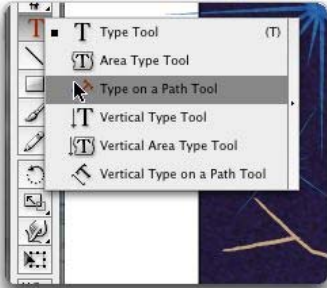 Type Tool (T)
Area Type Tool
Type on a Path Tool
Vertical Type Tool
Vertical Area Type Tool
Vertical Type on a Path Tool